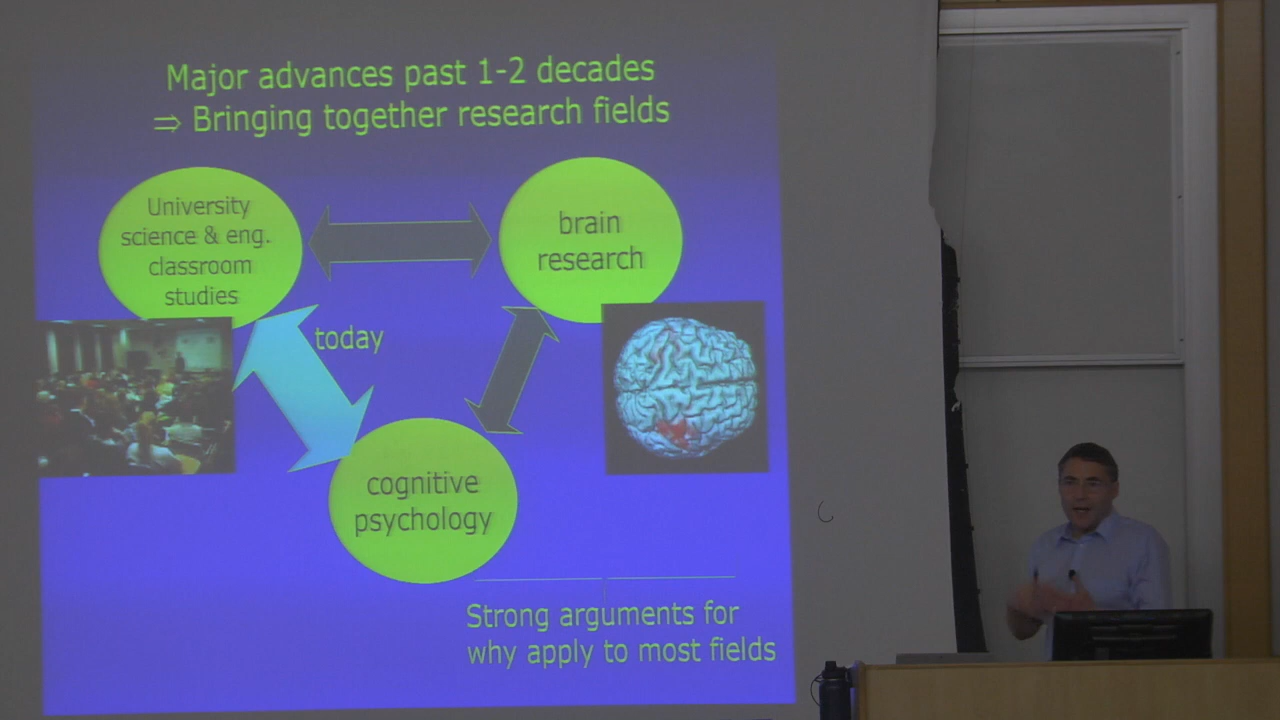 Major advances past 1-2 decades
⇒ Bringing together research fields
University
science & eng.
classroom
studies
brain
research
today
cognitive
psychology
Strong arguments for
why apply to most fields